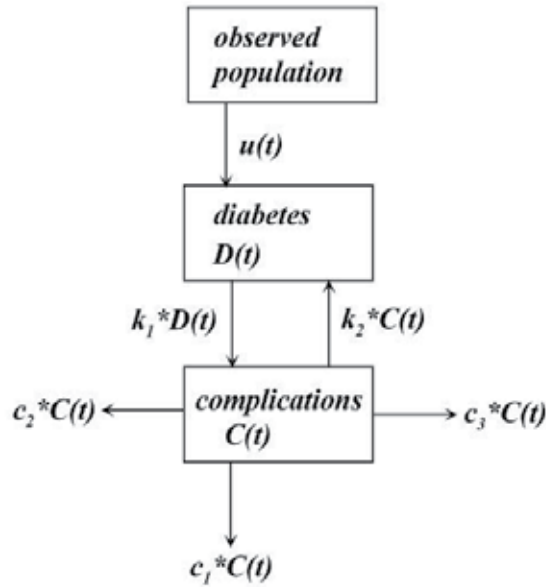 observed
population
u(t)
diabetes
D(t)
k₁*D(t) k₂*C(t)
complications
C(t)
c₂*C(t) c₃*C(t)
c₁*C(t)